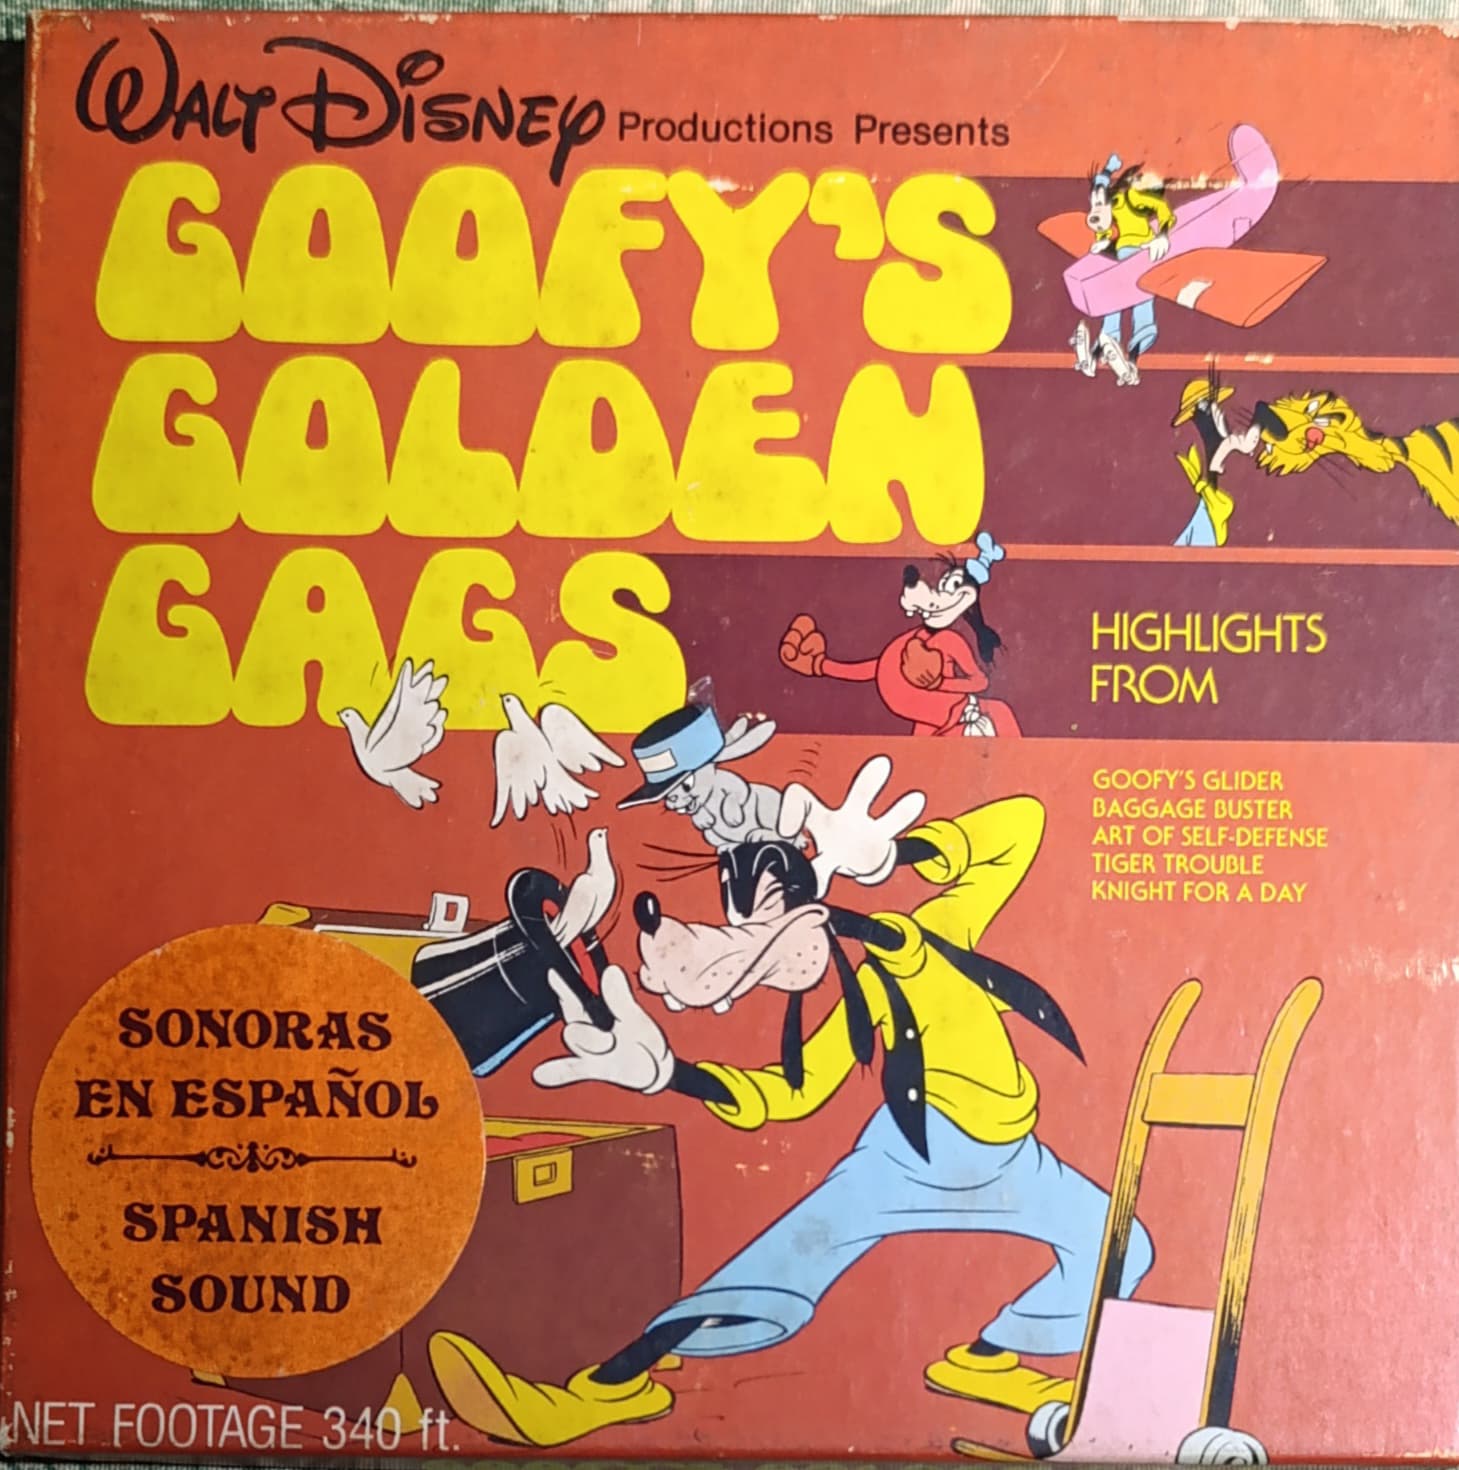 WALT DISNEY Productions Presents
GOOFY'S
GOLDEN
GAGS
HIGHLIGHTS
FROM
GOOFY'S GLIDER
BAGGAGE BUSTER
ART OF SELF-DEFENSE
TIGER TROUBLE
KNIGHT FOR A DAY
SONORAS
EN ESPAÑOL
SPANISH
SOUND
NET FOOTAGE 340 ft.